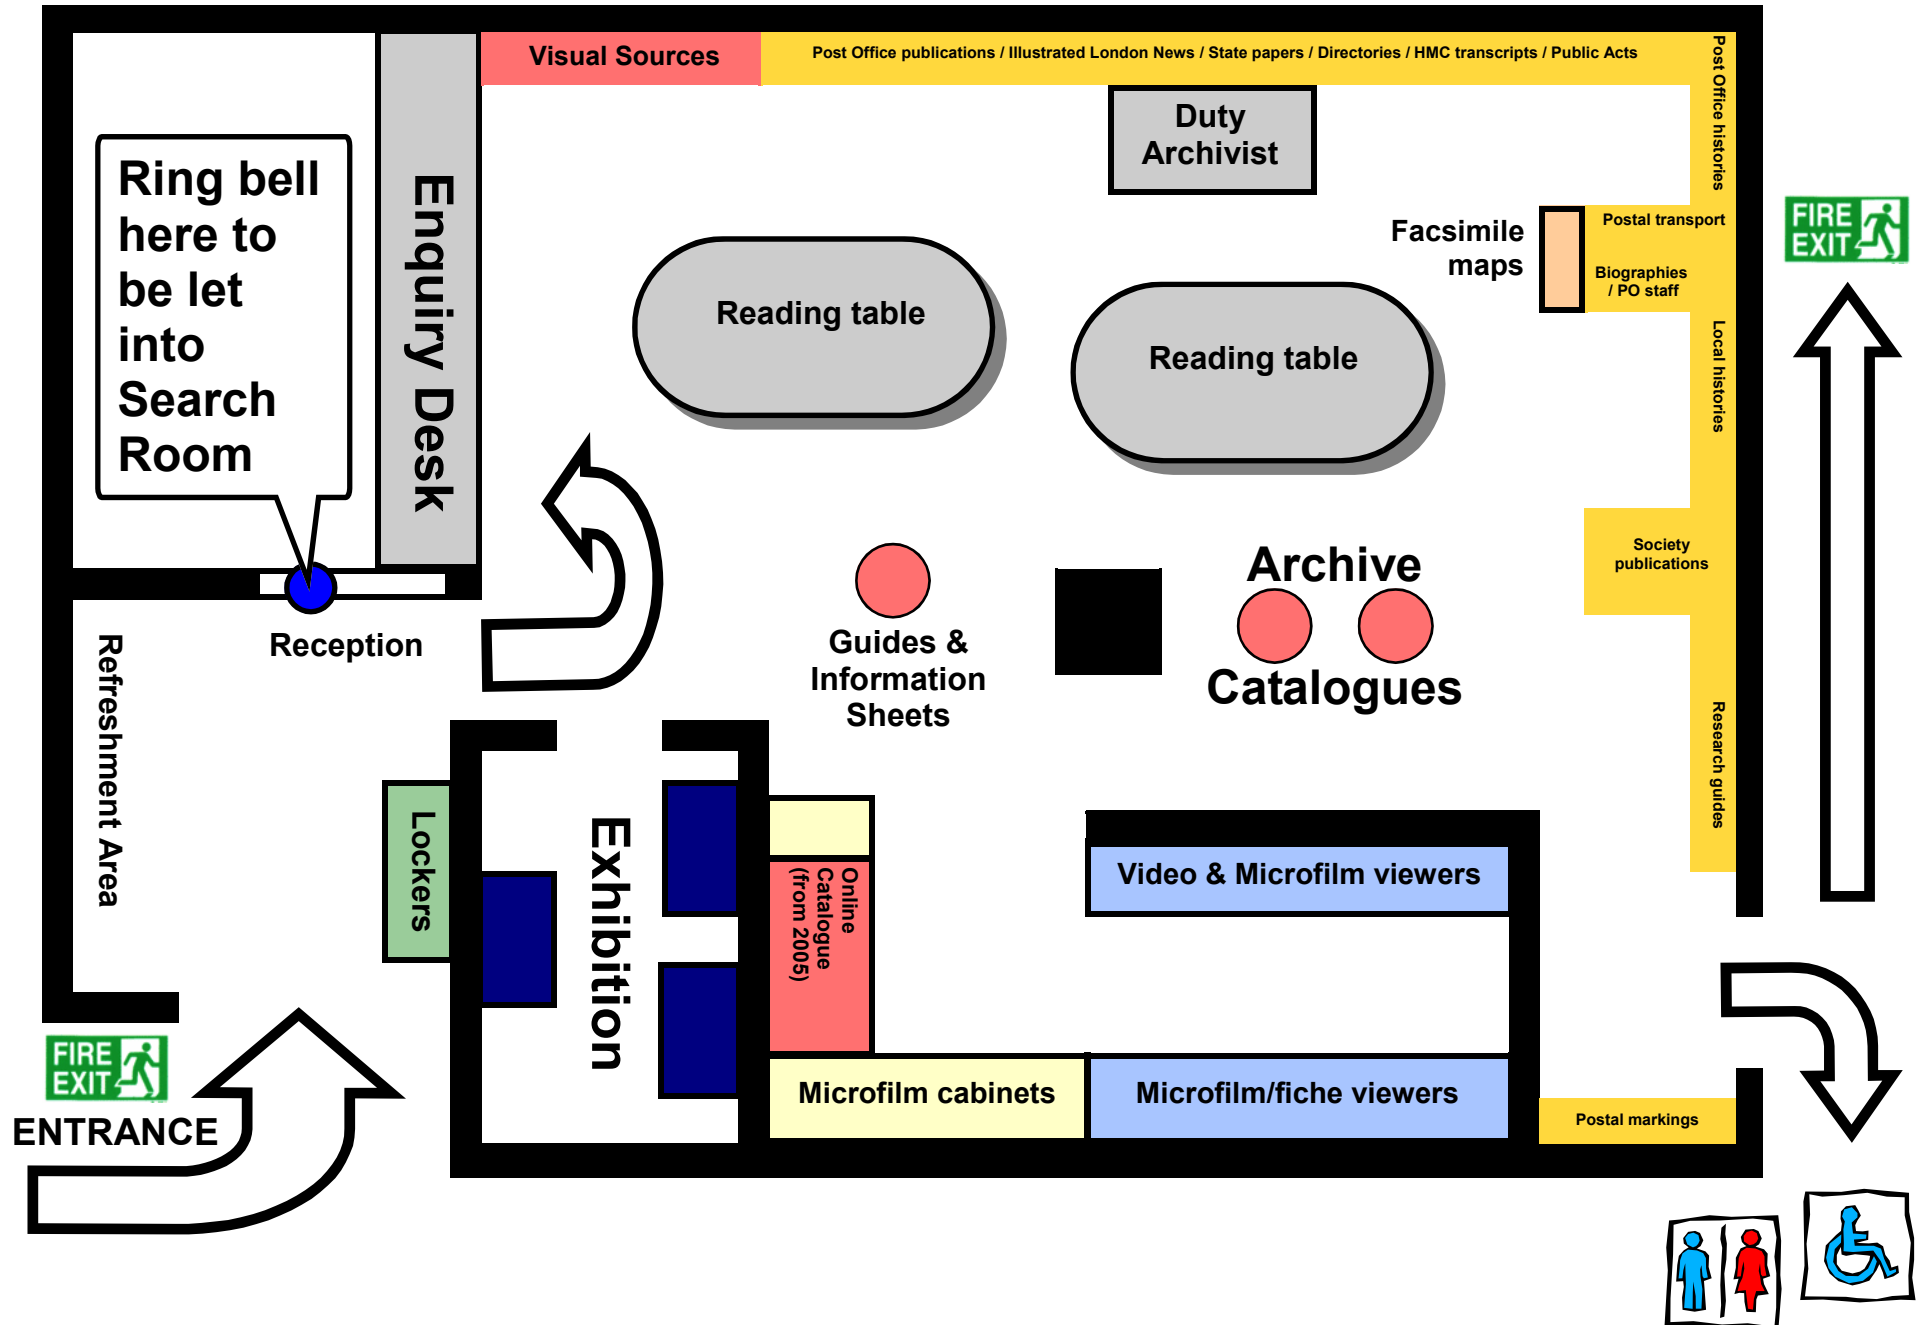 Visual Sources
Post Office publications / Illustrated London News / State papers / Directories / HMC transcripts / Public Acts
Post Office histories
Duty
Archivist
Ring bell
here to
be let
into
Search
Room
Enquiry Desk
Facsimile
maps
Postal transport
Biographies
/ PO staff
FIRE
EXIT
Reading table
Reading table
Local histories
Society
publications
Archive
Catalogues
Guides &
Information
Sheets
Reception
Refreshment Area
Research guides
Lockers
Exhibition
Online
Catalogue
(from 2005)
Video & Microfilm viewers
FIRE
EXIT
ENTRANCE
Microfilm cabinets
Microfilm/fiche viewers
Postal markings